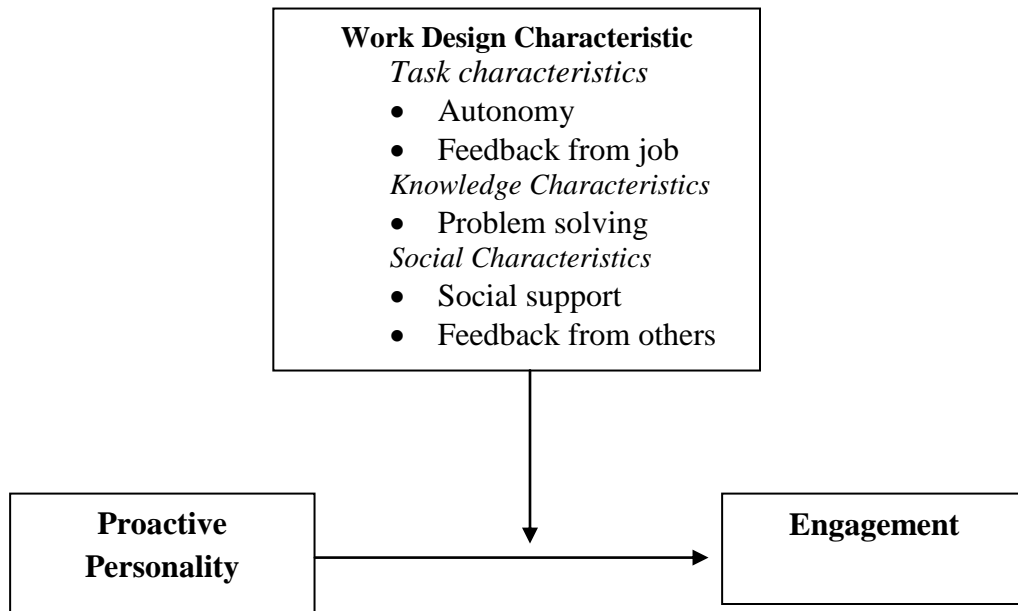 Work Design Characteristic
Task characteristics
• Autonomy
• Feedback from job
Knowledge Characteristics
• Problem solving
Social Characteristics
• Social support
• Feedback from others
Proactive
Personality
Engagement